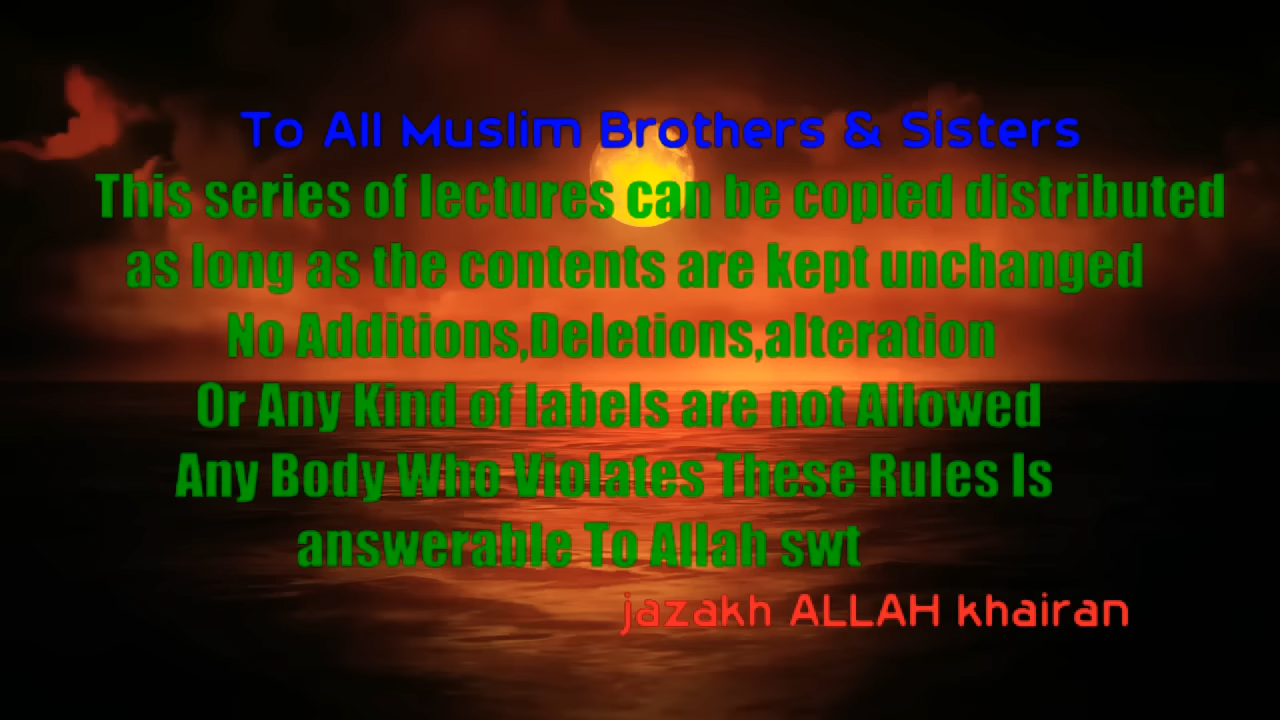 To All Muslim Brothers & Sisters
This series of lectures can be copied distributed
as long as the contents are kept unchanged
No Additions,Deletions,alteration
Or Any Kind of labels are not Allowed
Any Body Who Violates These Rules Is
answerable To Allah swt
jazakh ALLAH khairan